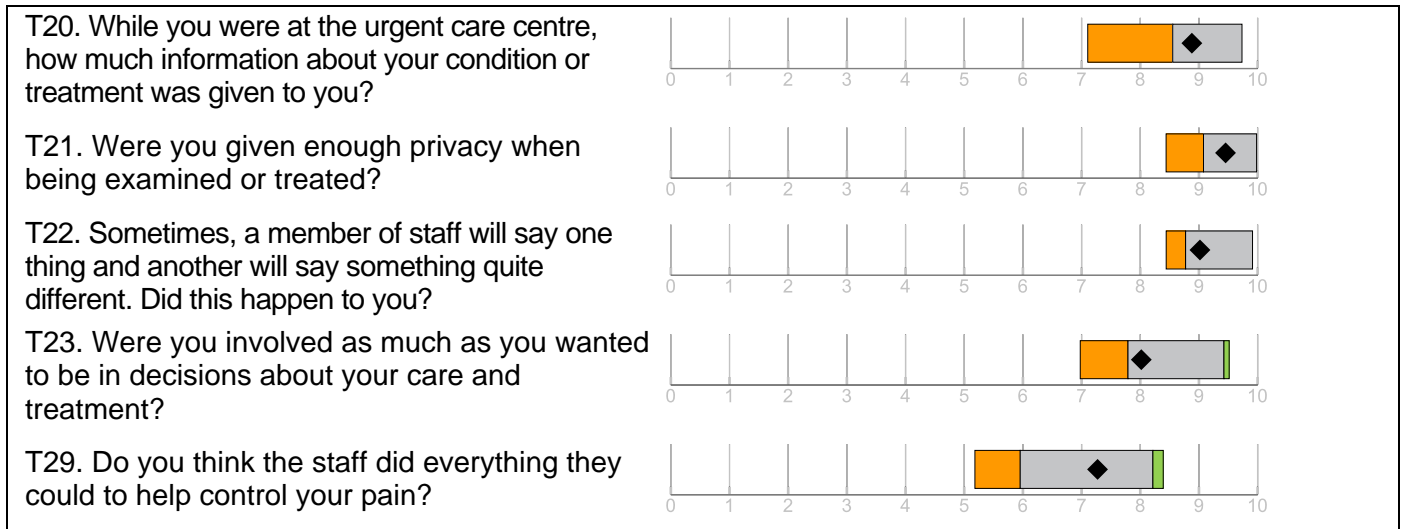 T20. While you were at the urgent care centre,
how much information about your condition or
treatment was given to you?
0 1 2 3 4 5 6 7 8 9 10
T21. Were you given enough privacy when
being examined or treated?
0 1 2 3 4 5 6 7 8 9 10
T22. Sometimes, a member of staff will say one
thing and another will say something quite
different. Did this happen to you?
0 1 2 3 4 5 6 7 8 9 10
T23. Were you involved as much as you wanted
to be in decisions about your care and
treatment?
0 1 2 3 4 5 6 7 8 9 10
T29. Do you think the staff did everything they
could to help control your pain?
0 1 2 3 4 5 6 7 8 9 10